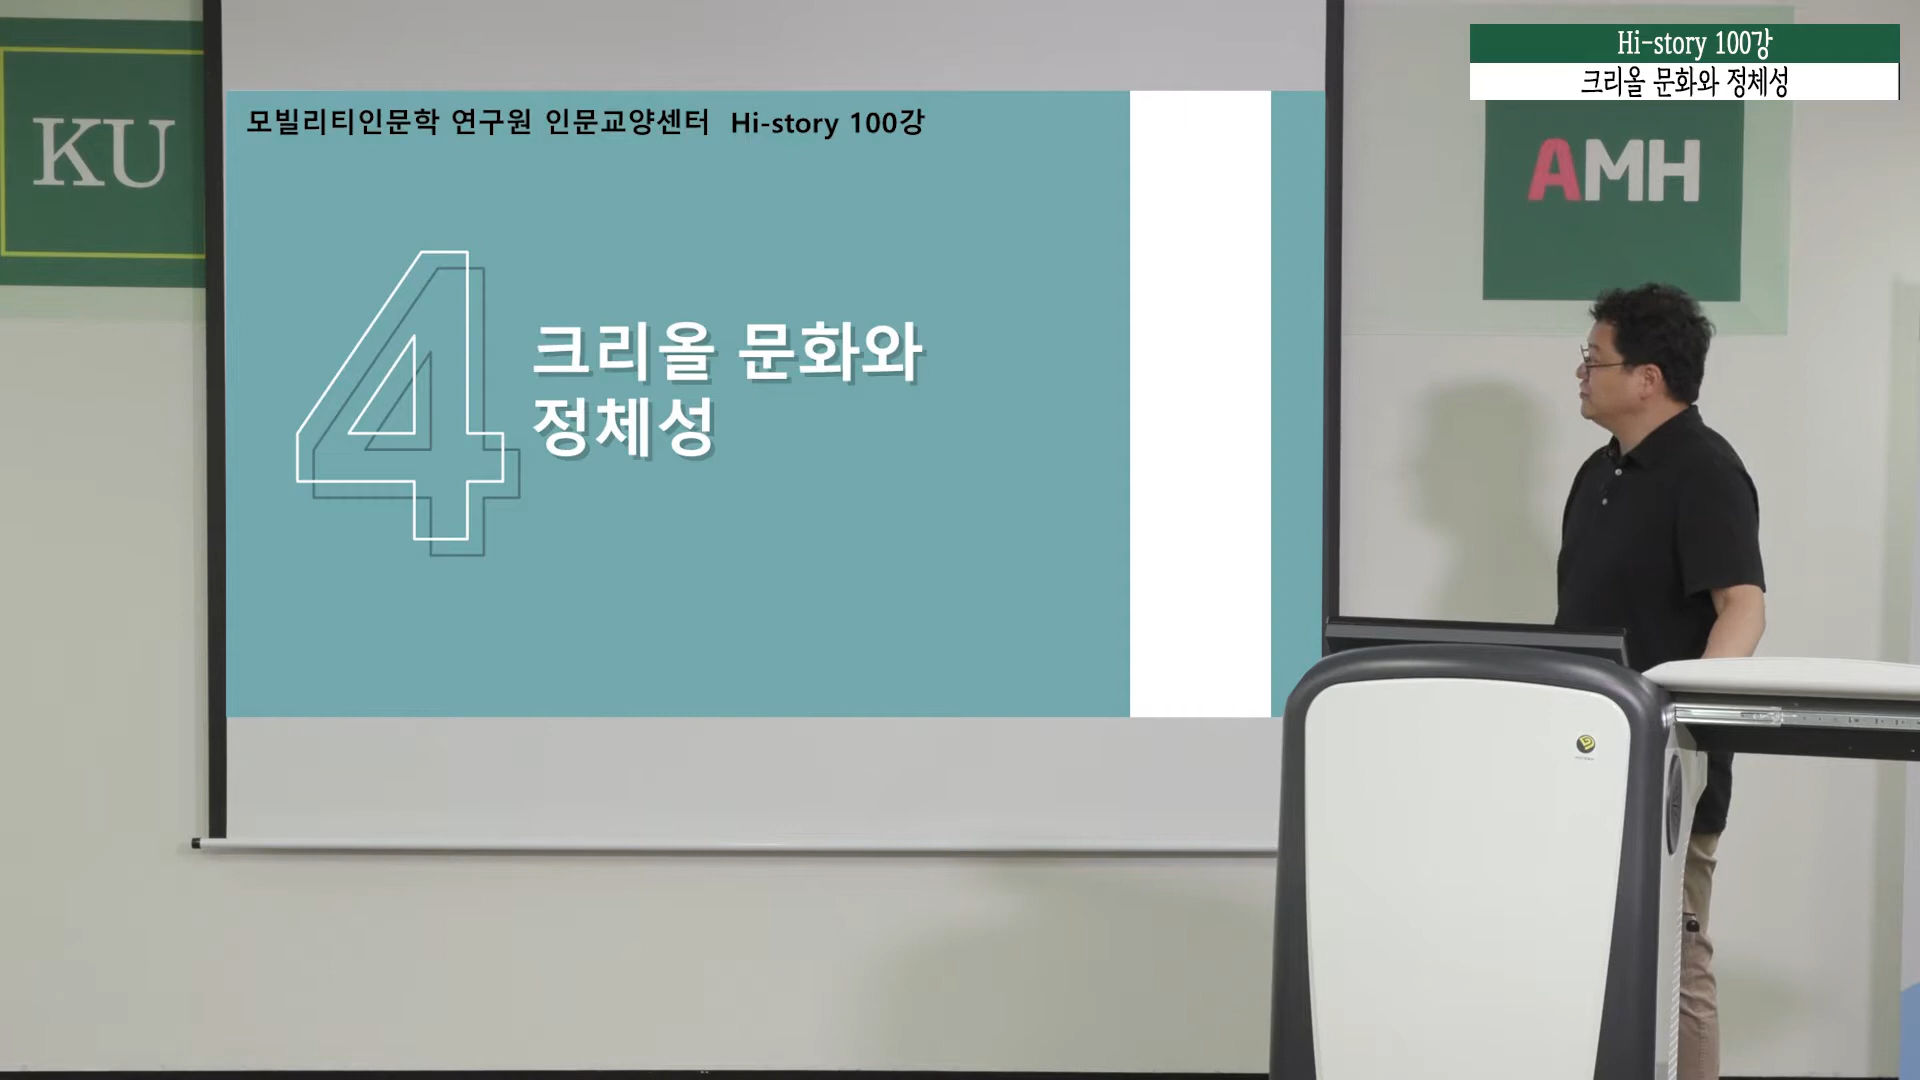 Hi-story 100강
크리올 문화와 정체성
KU
모빌리티인문학 연구원 인문교양센터 Hi-story 100강
AMH
4
크리올 문화와
정체성